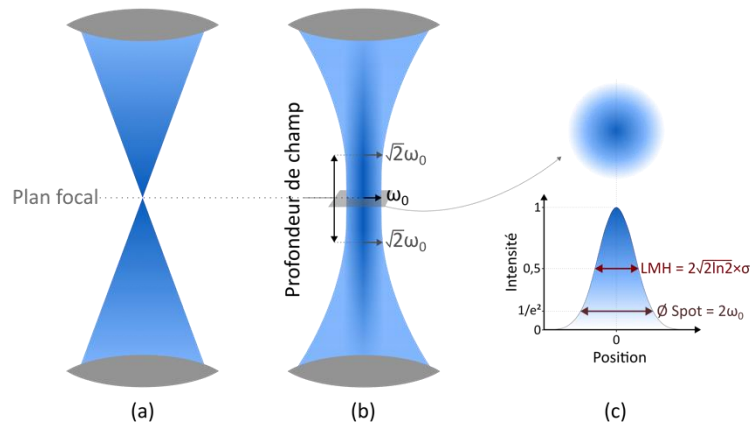 Plan focal
Profondeur de champ
√2ω₀
ω₀
√2ω₀
Intensité
1
0,5
1/e²
0
LMH = 2√2ln2×σ
Ø Spot = 2ω₀
0
Position
(a)
(b)
(c)